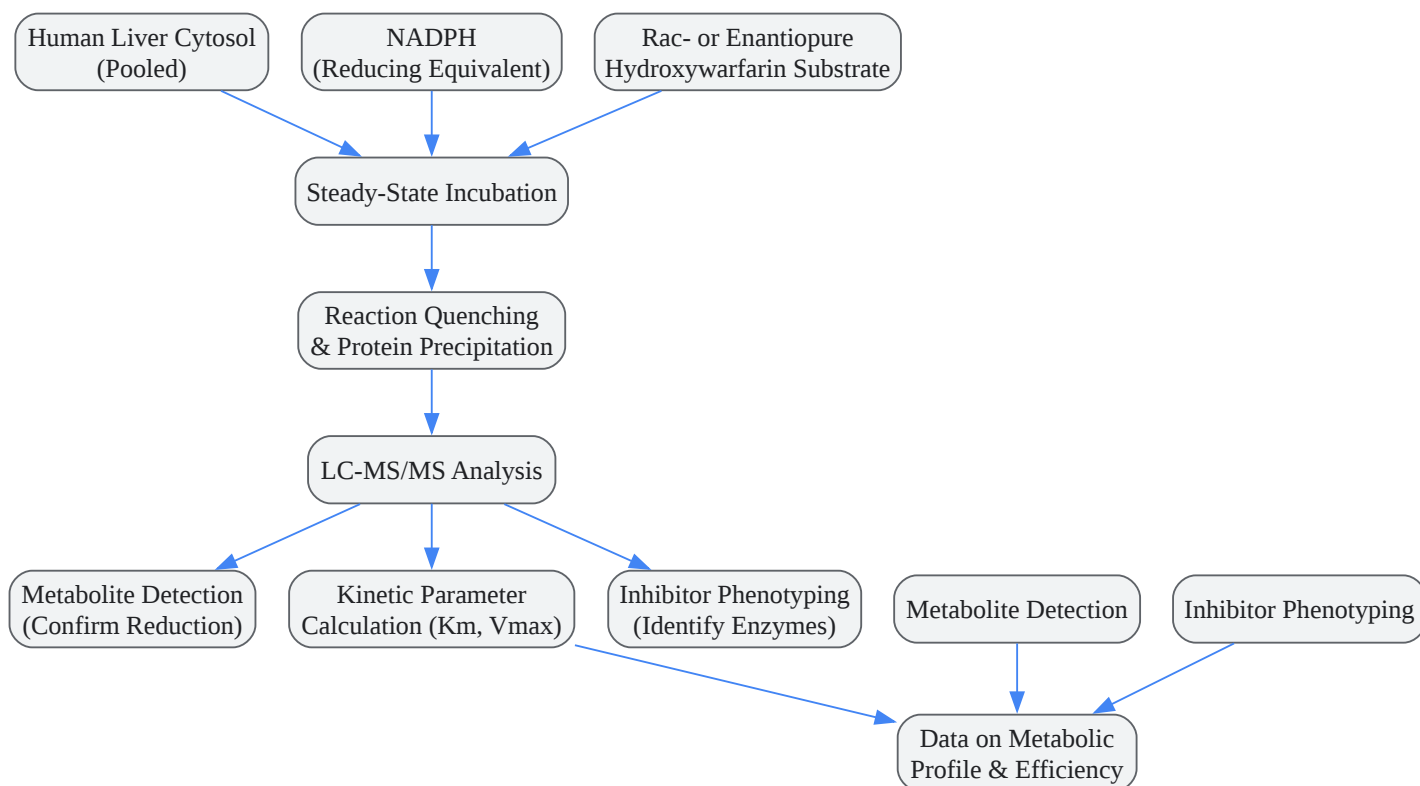 Human Liver Cytosol
(Pooled)
NADPH
(Reducing Equivalent)
Rac- or Enantiopure
Hydroxywarfarin Substrate
Steady-State Incubation
Reaction Quenching
& Protein Precipitation
LC-MS/MS Analysis
Metabolite Detection
(Confirm Reduction)
Kinetic Parameter
Calculation (Km, Vmax)
Inhibitor Phenotyping
(Identify Enzymes)
Metabolite Detection
Inhibitor Phenotyping
Data on Metabolic
Profile & Efficiency